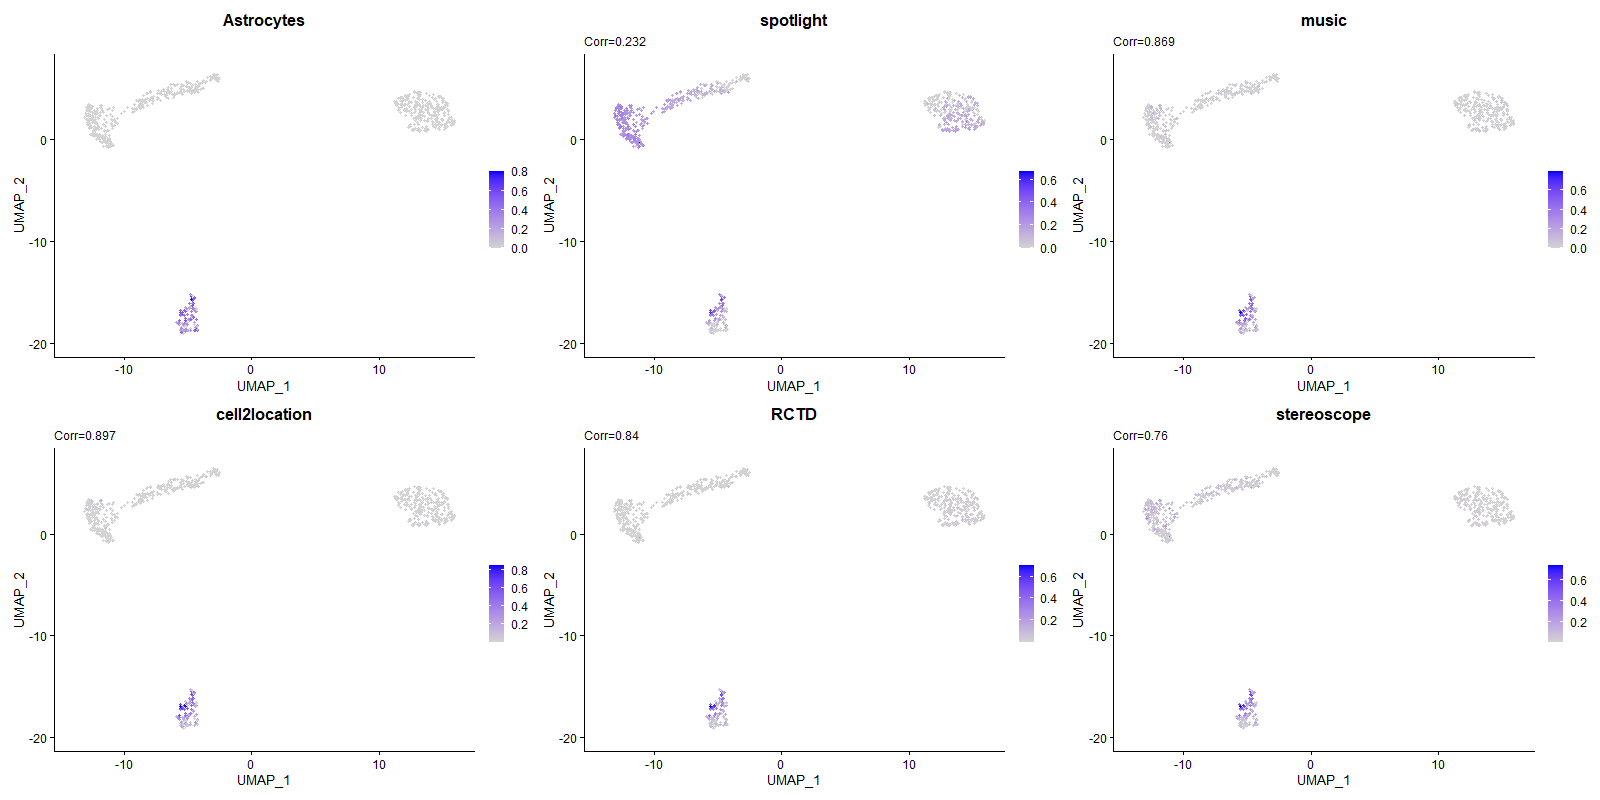 Astrocytes
UMAP_2
0
-10
-20
-10
0
10
UMAP_1
0.8
0.6
0.4
0.2
0.0
spotlight
Corr=0.232
UMAP_2
0
-10
-20
-10
0
10
UMAP_1
0.6
0.4
0.2
0.0
music
Corr=0.869
UMAP_2
0
-10
-20
-10
0
10
UMAP_1
0.6
0.4
0.2
0.0
cell2location
Corr=0.897
UMAP_2
0
-10
-20
-10
0
10
UMAP_1
0.8
0.6
0.4
0.2
RCTD
Corr=0.84
UMAP_2
0
-10
-20
-10
0
10
UMAP_1
0.6
0.4
0.2
stereoscope
Corr=0.76
UMAP_2
0
-10
-20
-10
0
10
UMAP_1
0.6
0.4
0.2